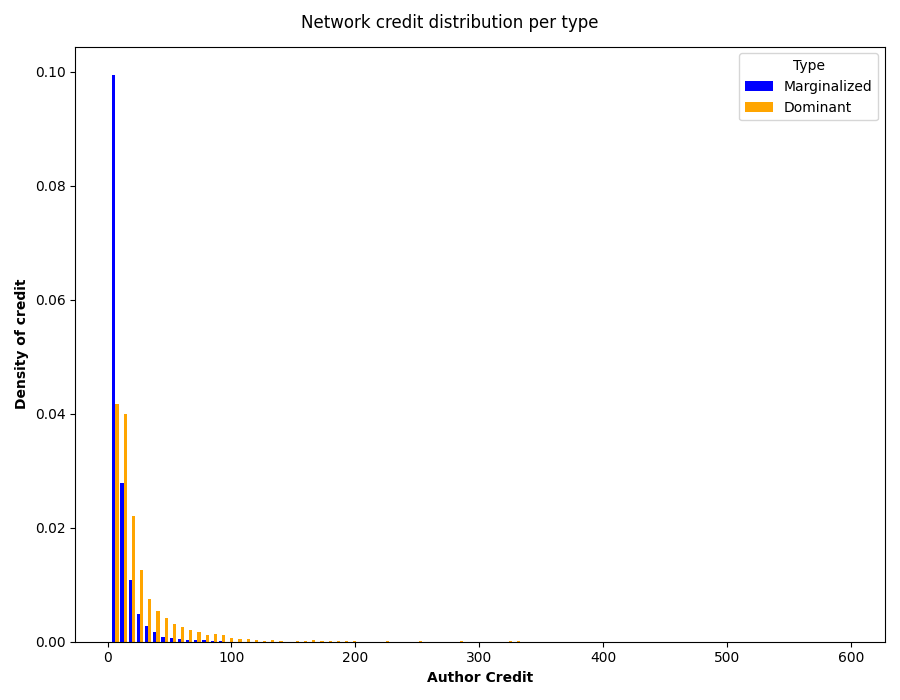 Network credit distribution per type
Type
Marginalized
Dominant
0.10
0.08
0.06
0.04
0.02
0.00
Density of credit
0 100 200 300 400 500 600
Author Credit